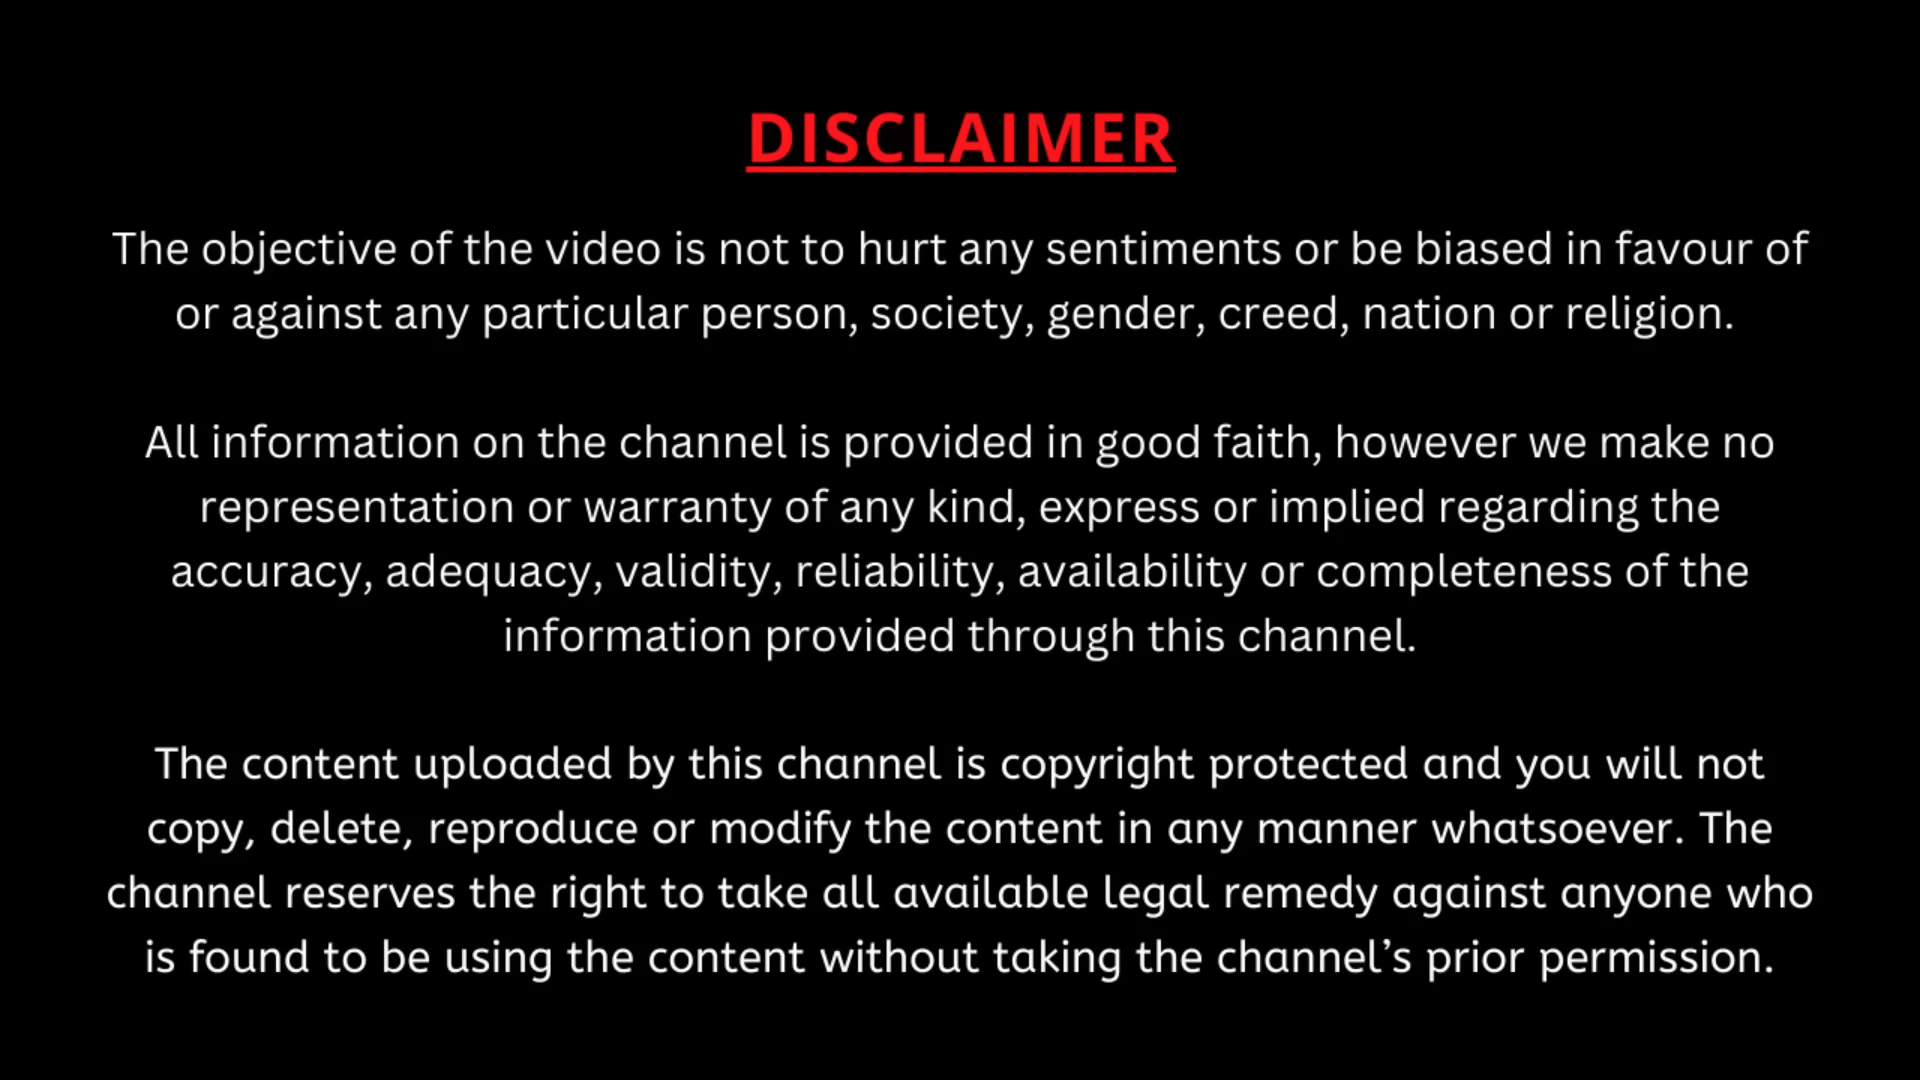 DISCLAIMER
The objective of the video is not to hurt any sentiments or be biased in favour of
or against any particular person, society, gender, creed, nation or religion.
All information on the channel is provided in good faith, however we make no
representation or warranty of any kind, express or implied regarding the
accuracy, adequacy, validity, reliability, availability or completeness of the
information provided through this channel.
The content uploaded by this channel is copyright protected and you will not
copy, delete, reproduce or modify the content in any manner whatsoever. The
channel reserves the right to take all available legal remedy against anyone who
is found to be using the content without taking the channel’s prior permission.